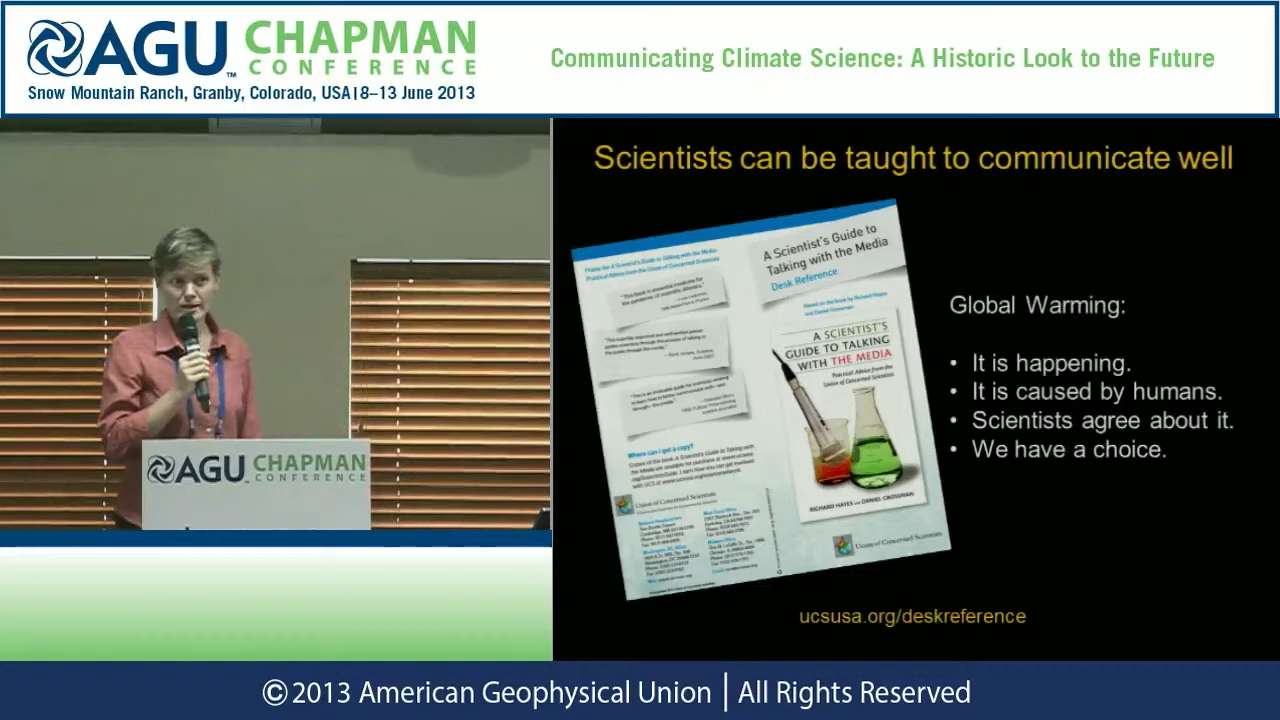 AGU CHAPMAN
CONFERENCE
Snow Mountain Ranch, Granby, Colorado, USA|8–13 June 2013
Communicating Climate Science: A Historic Look to the Future
Scientists can be taught to communicate well
A Scientist's Guide to
Talking with the Media
Desk Reference
A SCIENTIST'S
GUIDE TO TALKING
WITH THE MEDIA
Practical Advice from the
Union of Concerned Scientists
RICHARD HAYES AND DANIEL GROSSMAN
Union of Concerned Scientists
Where can I get a copy?
Union of Concerned Scientists
Global Warming:
• It is happening.
• It is caused by humans.
• Scientists agree about it.
• We have a choice.
ucsusa.org/deskreference
AGU CHAPMAN
CONFERENCE
©2013 American Geophysical Union | All Rights Reserved